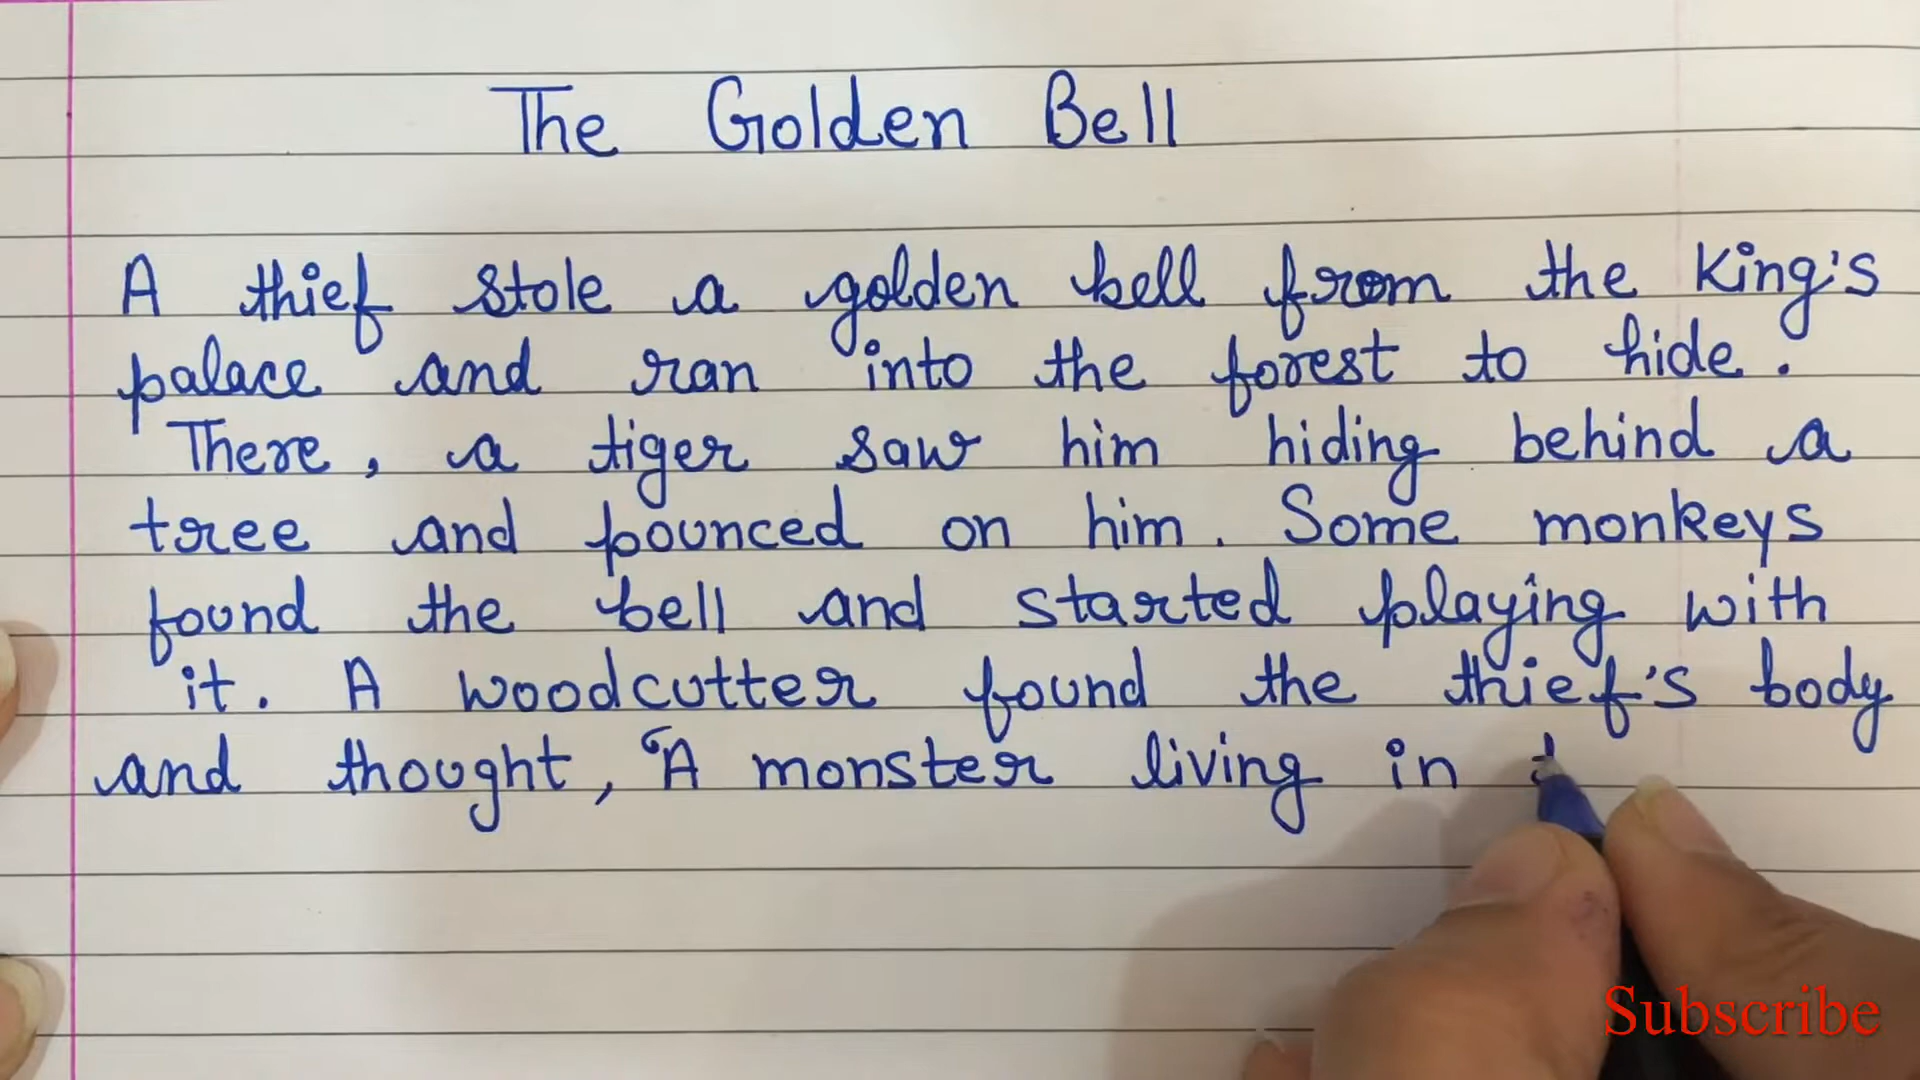 The Golden Bell
A thief stole a golden bell from the King's
palace and ran into the forest to hide.
There, a tiger saw him hiding behind a
tree and pounced on him. Some monkeys
found the bell and started playing with
it. A woodcutter found the thief's body
and thought, "A monster living in
Subscribe